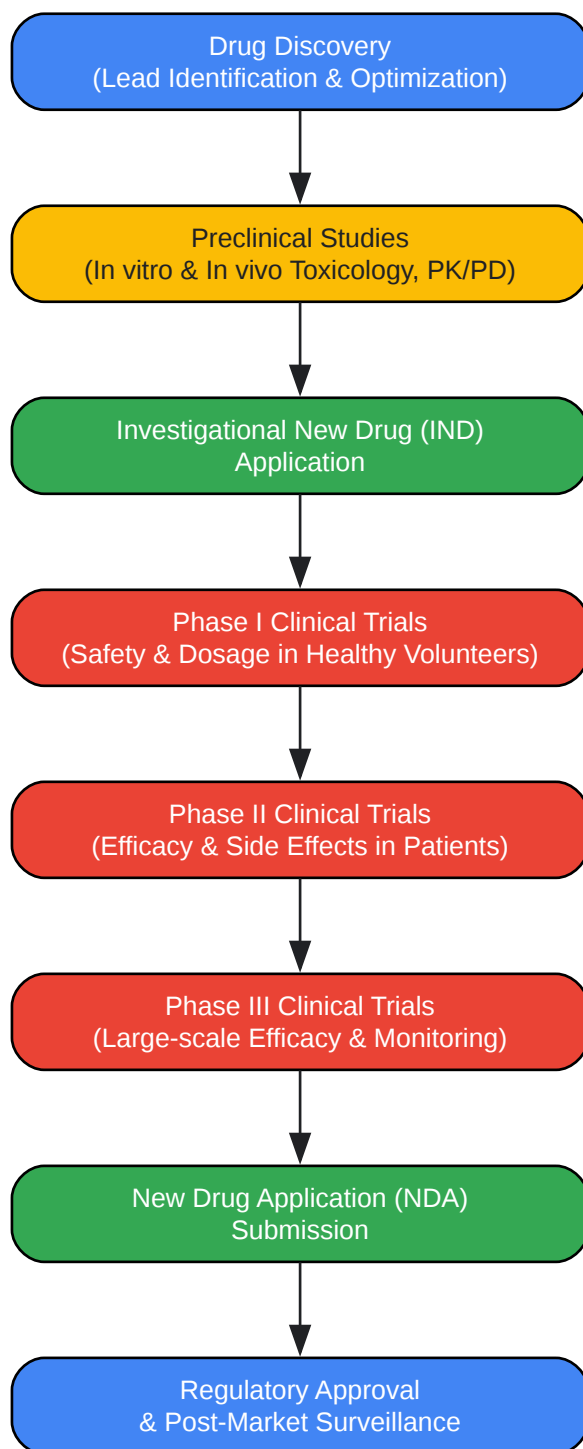 Drug Discovery
(Lead Identification & Optimization)
Preclinical Studies
(In vitro & In vivo Toxicology, PK/PD)
Investigational New Drug (IND)
Application
Phase I Clinical Trials
(Safety & Dosage in Healthy Volunteers)
Phase II Clinical Trials
(Efficacy & Side Effects in Patients)
Phase III Clinical Trials
(Large-scale Efficacy & Monitoring)
New Drug Application (NDA)
Submission
Regulatory Approval
& Post-Market Surveillance